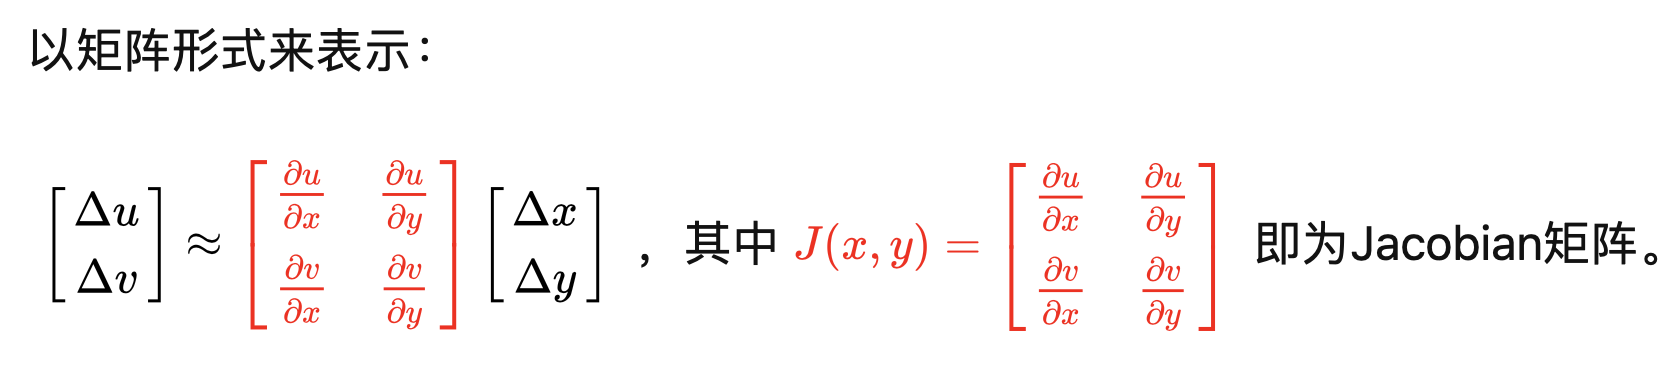 以矩阵形式来表示：
$\begin{bmatrix} \Delta u \\ \Delta v \end{bmatrix} \approx \begin{bmatrix} \frac{\partial u}{\partial x} & \frac{\partial u}{\partial y} \\ \frac{\partial v}{\partial x} & \frac{\partial v}{\partial y} \end{bmatrix} \begin{bmatrix} \Delta x \\ \Delta y \end{bmatrix}$ ，其中 $J(x, y) = \begin{bmatrix} \frac{\partial u}{\partial x} & \frac{\partial u}{\partial y} \\ \frac{\partial v}{\partial x} & \frac{\partial v}{\partial y} \end{bmatrix}$ 即为Jacobian矩阵。